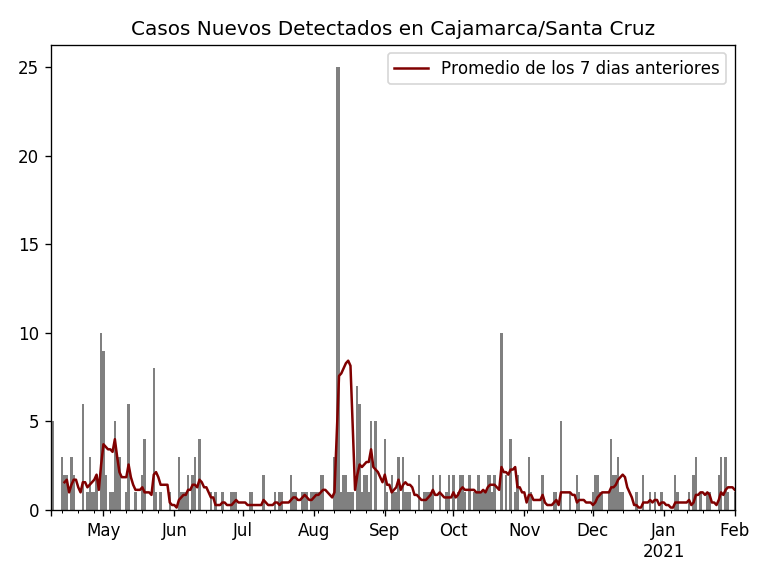 Casos Nuevos Detectados en Cajamarca/Santa Cruz
Promedio de los 7 dias anteriores
25
20
15
10
5
0
May Jun Jul Aug Sep Oct Nov Dec Jan Feb
2021